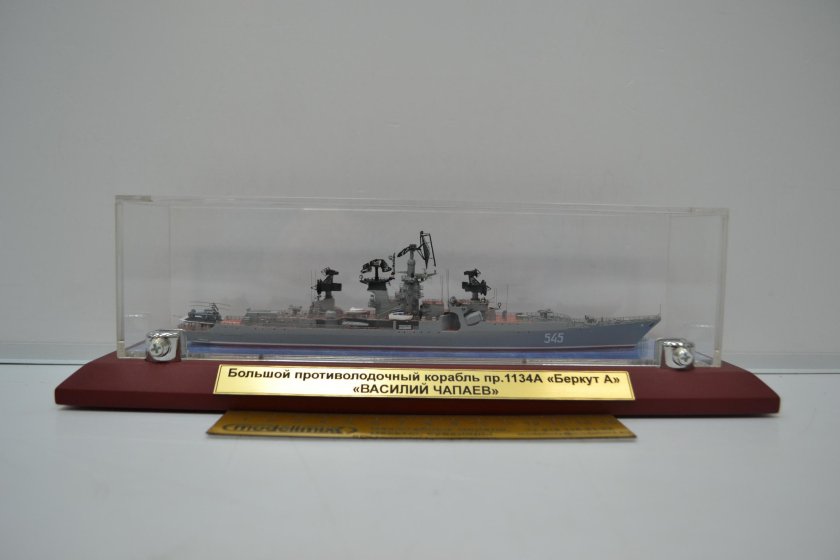 545
Большой противолодочный корабль пр.1134А «Беркут А»
«ВАСИЛИЙ ЧАПАЕВ»